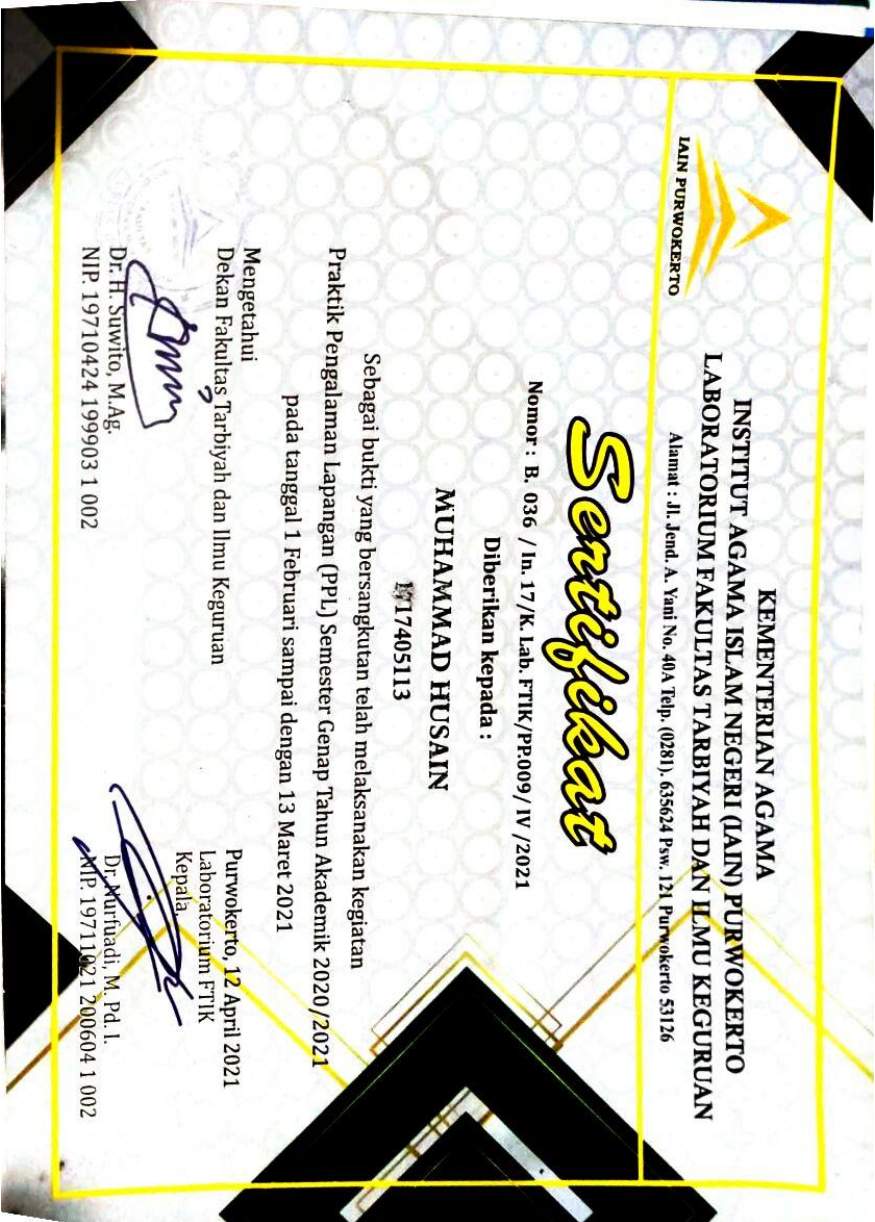 IAIN PURWOKERTO
KEMENTERIAN AGAMA
INSTITUT AGAMA ISLAM NEGERI (IAIN) PURWOKERTO
LABORATORIUM FAKULTAS TARBIYAH DAN ILMU KEGURUAN
Alamat : Jl. Jend. A. Yani No. 40A Telp. (0281). 635624 Psw. 121 Purwokerto 53126
Sertifikat
Nomor : B. 036 / In. 17/K. Lab. FTIK/PP.009/ IV /2021
Diberikan kepada :
MUHAMMAD HUSAIN
1717405113
Sebagai bukti yang bersangkutan telah melaksanakan kegiatan
Praktik Pengalaman Lapangan (PPL) Semester Genap Tahun Akademik 2020/2021
pada tanggal 1 Februari sampai dengan 13 Maret 2021
Mengetahui
Dekan Fakultas Tarbiyah dan Ilmu Keguruan
Dr. H. Suwito, M.Ag.
NIP. 19710424 199903 1 002
Purwokerto, 12 April 2021
Laboratorium FTIK
Kepala,
Dr. Nurfuadi, M. Pd. I.
NIP. 19711021 200604 1 002